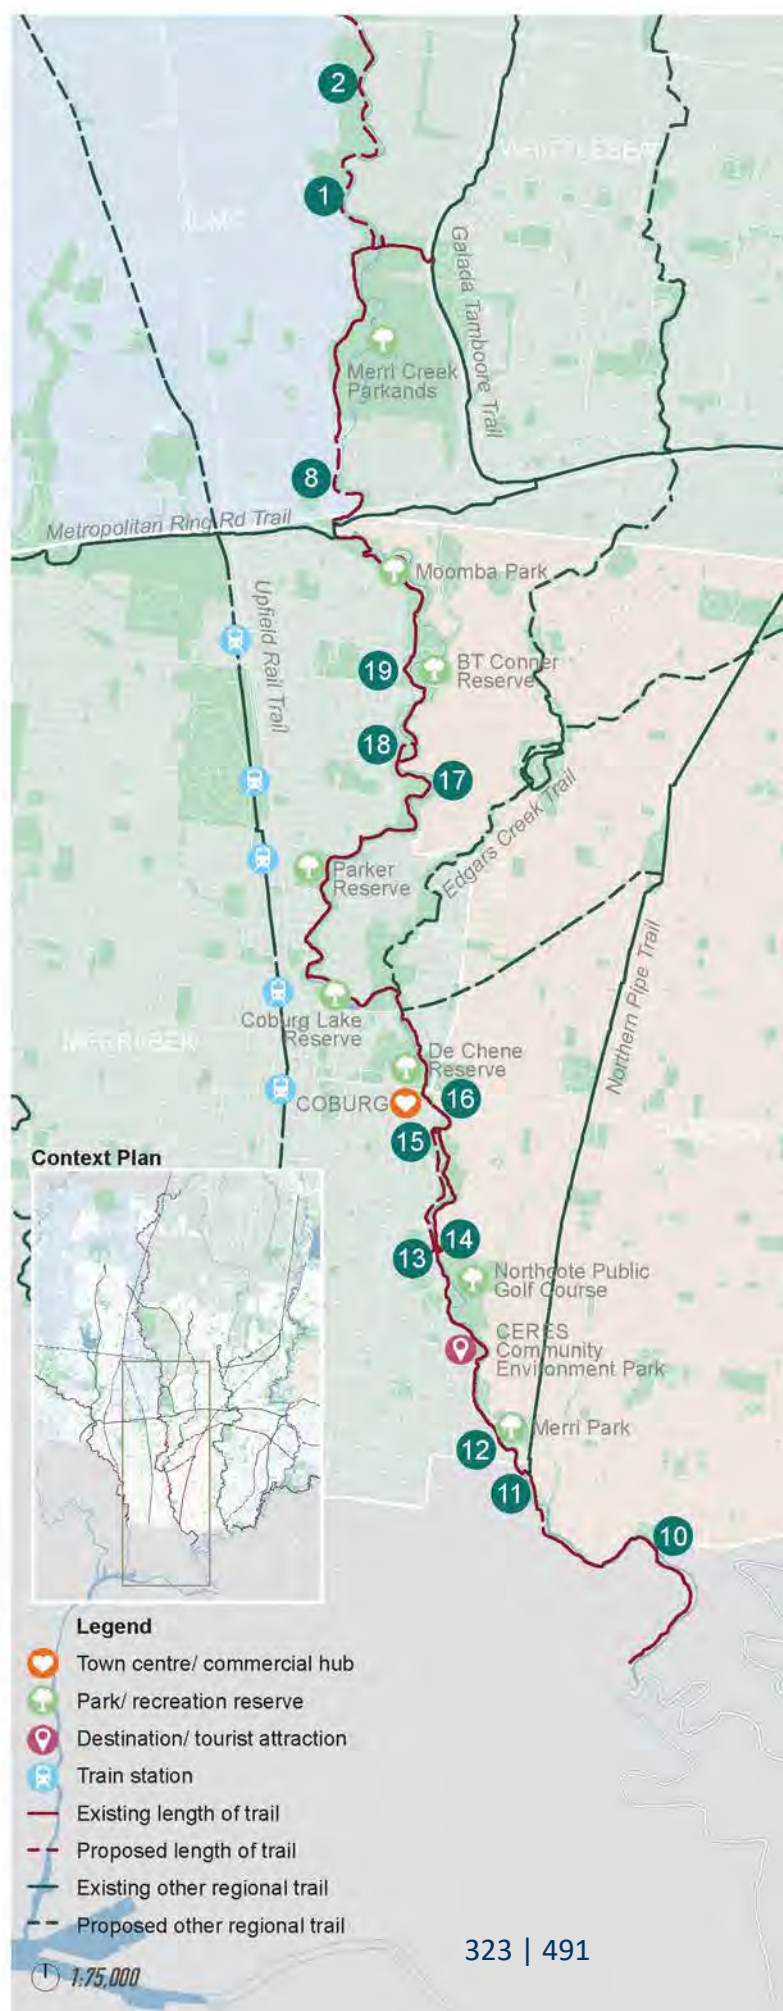 2
WHITTLESEA
1
HUME
Galada Tamboore Trail
Merri Creek
Parkands
8
Metropolitan Ring Rd Trail
Moomba Park
Upfield Rail Trail
19
BT Conner
Reserve
18
17
Edgars Creek Trail
Parker
Reserve
Northern Pipe Trail
Coburg Lake
Reserve
MERRI-BEK
De Chene
Reserve
COBURG
16
15
Context Plan
14
13
Northcote Public
Golf Course
CERES
Community
Environment Park
Merri Park
12
11
10
Legend
Town centre/ commercial hub
Park/ recreation reserve
Destination/ tourist attraction
Train station
Existing length of trail
Proposed length of trail
Existing other regional trail
Proposed other regional trail
323 | 491
1:75,000